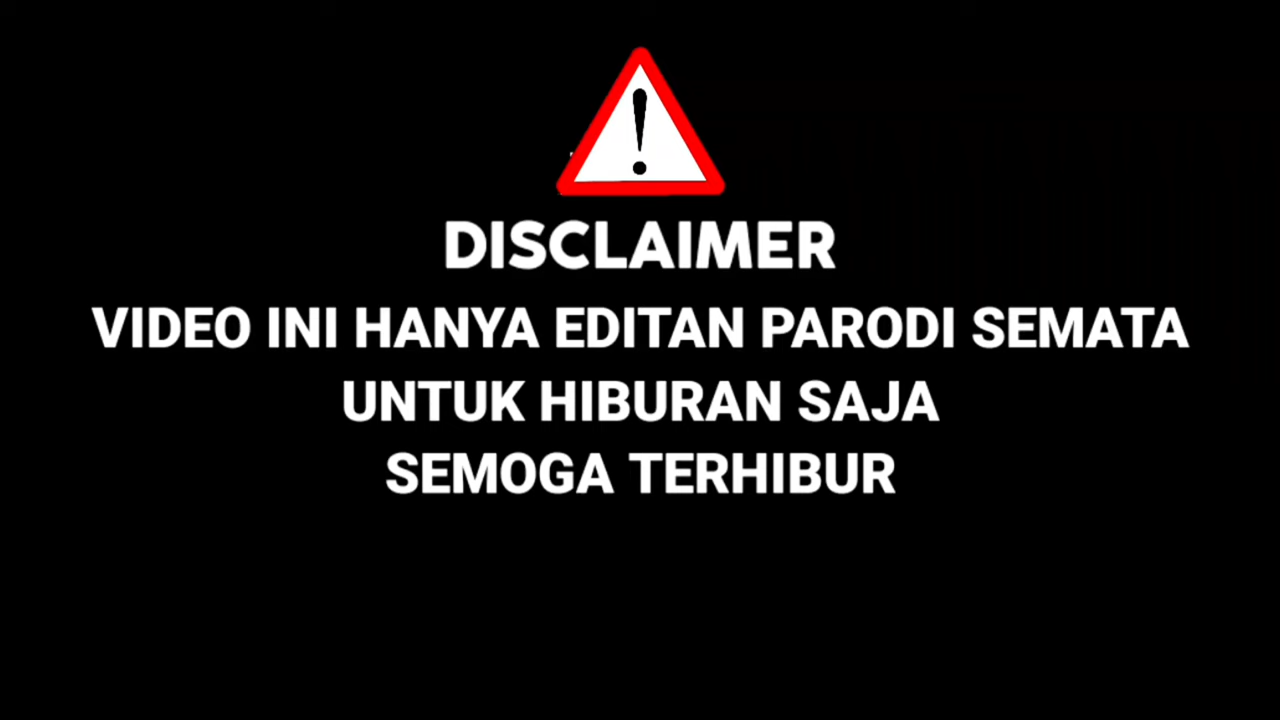 DISCLAIMER
VIDEO INI HANYA EDITAN PARODI SEMATA
UNTUK HIBURAN SAJA
SEMOGA TERHIBUR